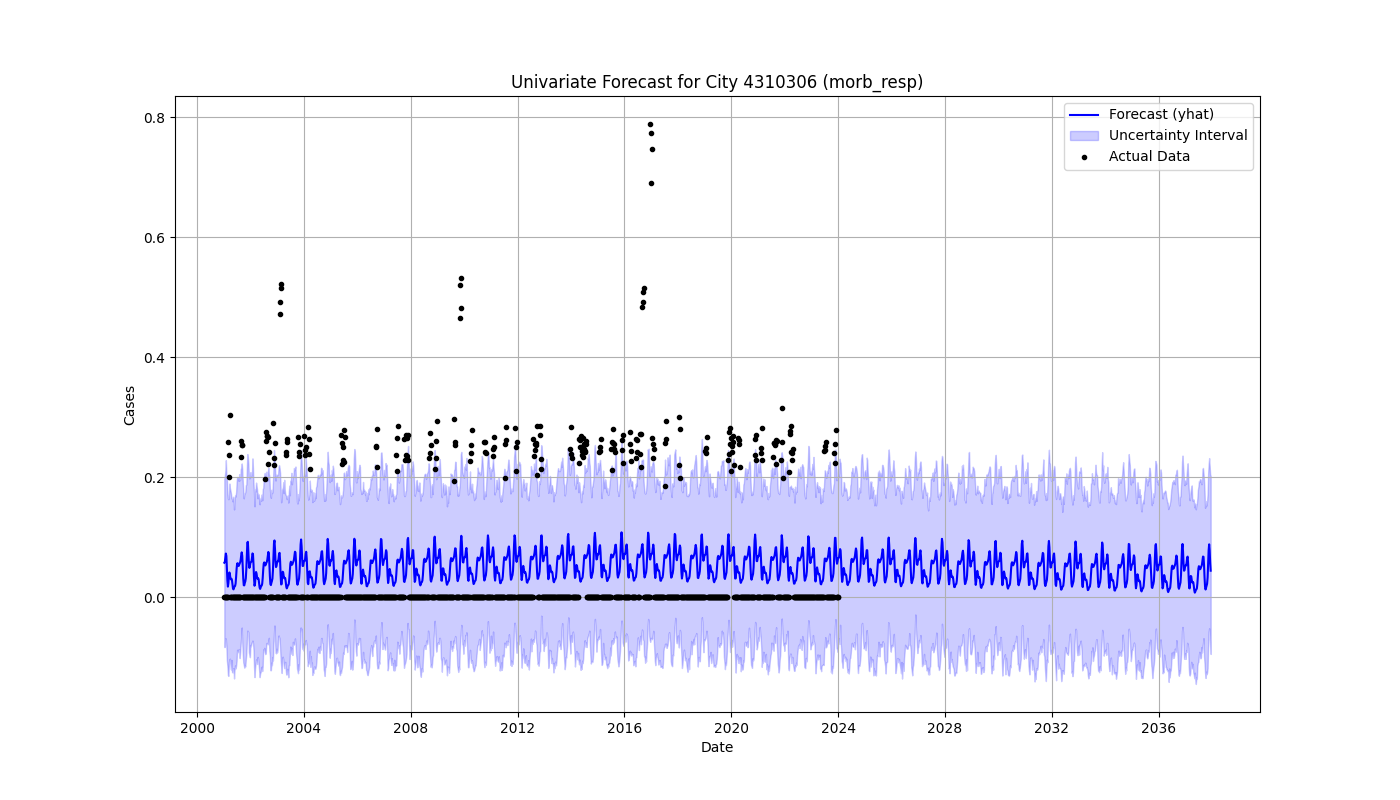 Univariate Forecast for City 4310306 (morb_resp)
Forecast (yhat)
Uncertainty Interval
Actual Data
0.8
0.6
0.4
0.2
0.0
Cases
2000 2004 2008 2012 2016 2020 2024 2028 2032 2036
Date